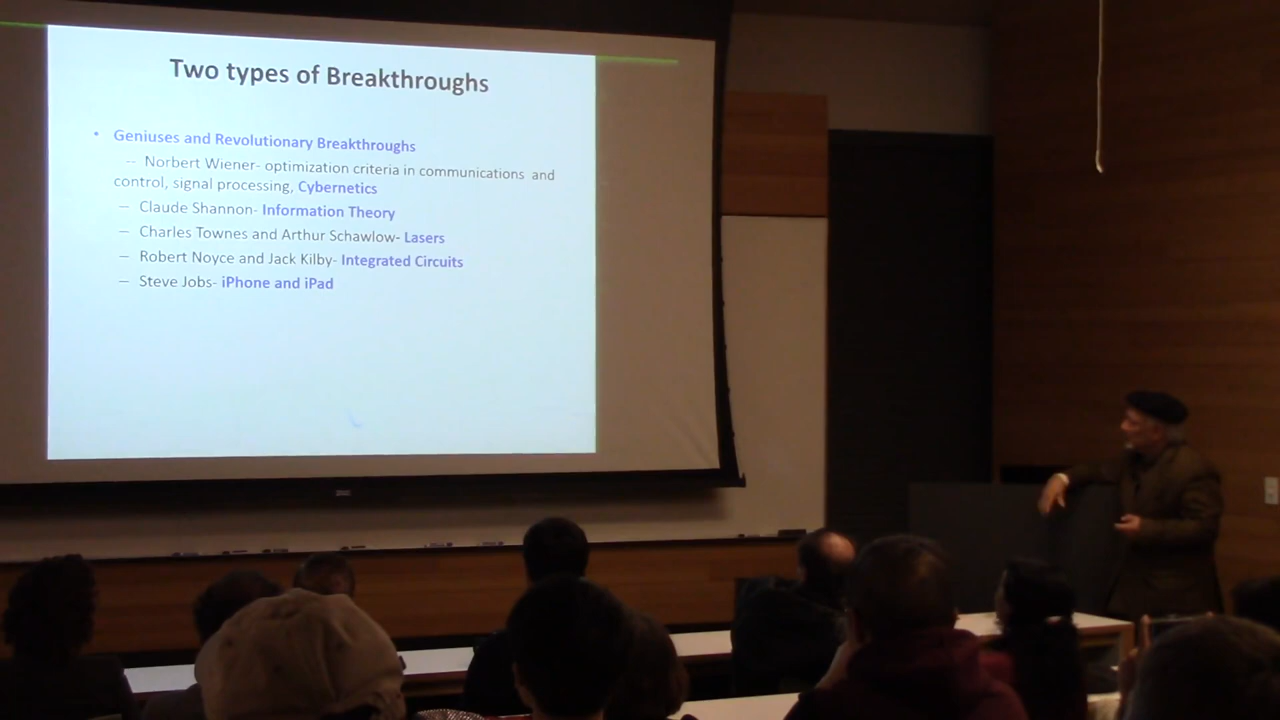 Two types of Breakthroughs
• Geniuses and Revolutionary Breakthroughs
-- Norbert Wiener- optimization criteria in communications and
control, signal processing, Cybernetics
– Claude Shannon- Information Theory
– Charles Townes and Arthur Schawlow- Lasers
– Robert Noyce and Jack Kilby- Integrated Circuits
– Steve Jobs- iPhone and iPad